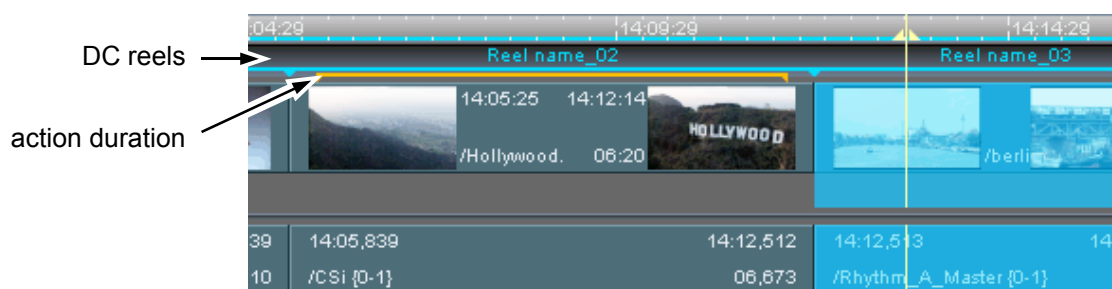 :04:29 14:09:29 14:14:29
DC reels
Reel name_02 Reel name_03
action duration
14:05:25 14:12:14
HOLLYWOOD
/Hollywood. 06:20
/berli
39 14:05,839 14:12,512 14:12,513 14
10 /CSi {0-1} 06,673 /Rhythm_A_Master {0-1}